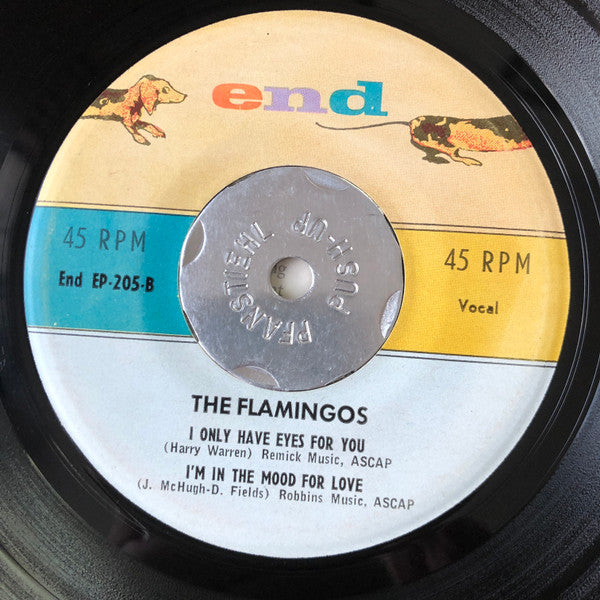 end
45 RPM
End EP-205-B
45 RPM
Vocal
PFANSTIEHL
PUSH-UP
THE FLAMINGOS
I ONLY HAVE EYES FOR YOU
(Harry Warren) Remick Music, ASCAP
I'M IN THE MOOD FOR LOVE
(J. McHugh-D. Fields) Robbins Music, ASCAP